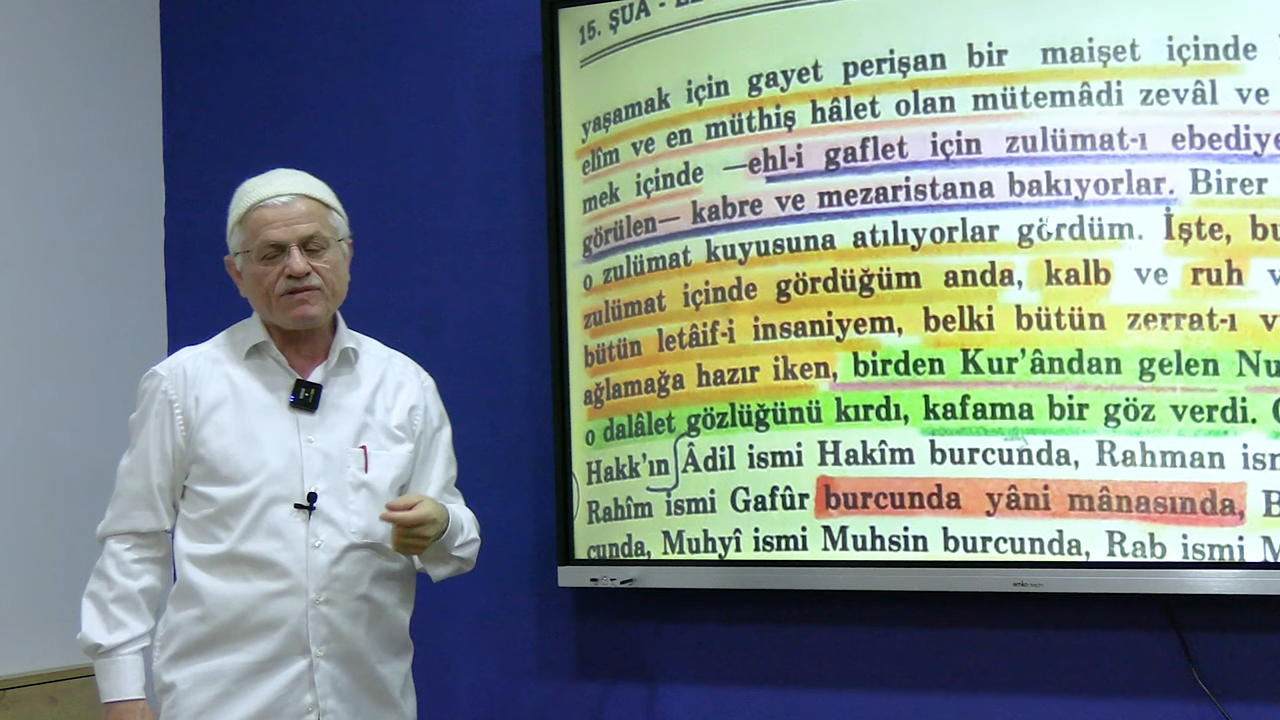 15. ŞUA -
yaşamak için gayet perişan bir maişet içinde
elîm ve en müthiş hâlet olan mütemâdi zevâl ve
mek içinde —ehl-i gaflet için zulümat-ı ebediye
görülen— kabre ve mezaristana bakıyorlar. Birer
o zulümat kuyusuna atılıyorlar gördüm. İşte, bu
zulümat içinde gördüğüm anda, kalb ve ruh v
bütün letâif-i insaniyem, belki bütün zerrat-ı v
ağlamağa hazır iken, birden Kur'ândan gelen Nu
o dalâlet gözlüğünü kırdı, kafama bir göz verdi.
Hakk'ın Âdil ismi Hakîm burcunda, Rahman ism
Rahîm ismi Gafûr burcunda yâni mânasında, B
cunda, Muhyî ismi Muhsin burcunda, Rab ismi M